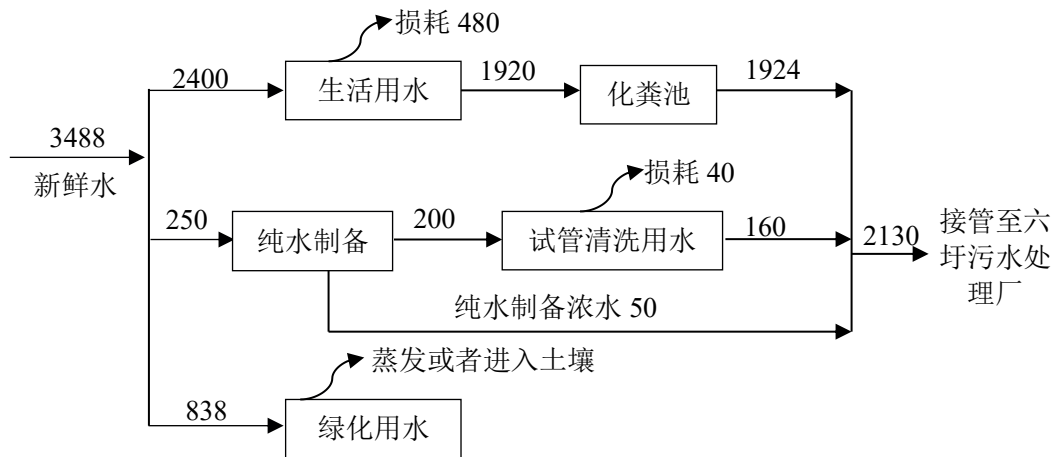 损耗 480
2400
生活用水
1920
化粪池
1924
3488
新鲜水
损耗 40
250
纯水制备
200
试管清洗用水
160
2130
接管至六
圩污水处
理厂
纯水制备浓水 50
蒸发或者进入土壤
838
绿化用水